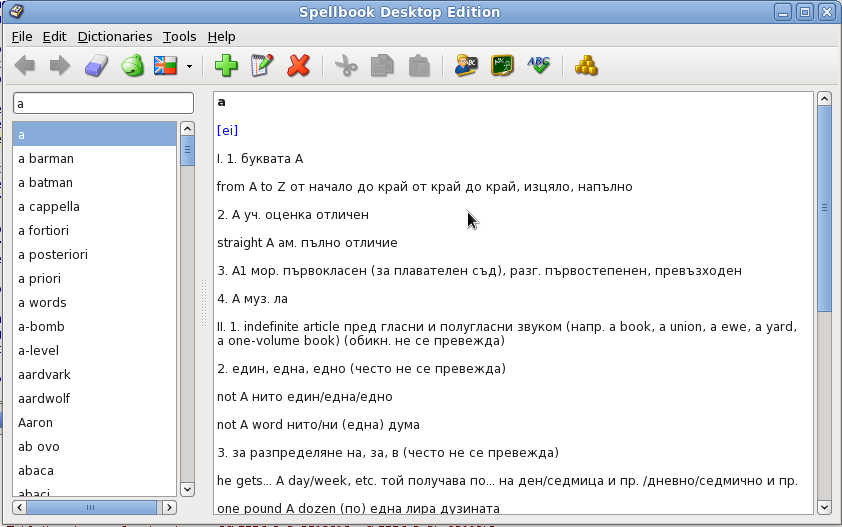 Spellbook Desktop Edition
File Edit Dictionaries Tools Help
ABC
a
a
a barman
a batman
a cappella
a fortiori
a posteriori
a priori
a words
a-bomb
a-level
aardvark
aardwolf
Aaron
ab ovo
abaca
abaci
a
[ei]
I. 1. буквата A
from A to Z от начало до край от край до край, изцяло, напълно
2. A уч. оценка отличен
straight A ам. пълно отличие
3. A1 мор. първокласен (за плавателен съд), разг. първостепенен, превъзходен
4. A муз. ла
II. 1. indefinite article пред гласни и полугласни звуком (напр. a book, a union, a ewe, a yard,
a one-volume book) (обикн. не се превежда)
2. един, една, едно (често не се превежда)
not A нито един/една/едно
not A word нито/ни (една) дума
3. за разпределяне на, за, в (често не се превежда)
he gets... A day/week, etc. той получава по... на ден/седмица и пр. /дневно/седмично и пр.
one pound A dozen (по) една лира дузината